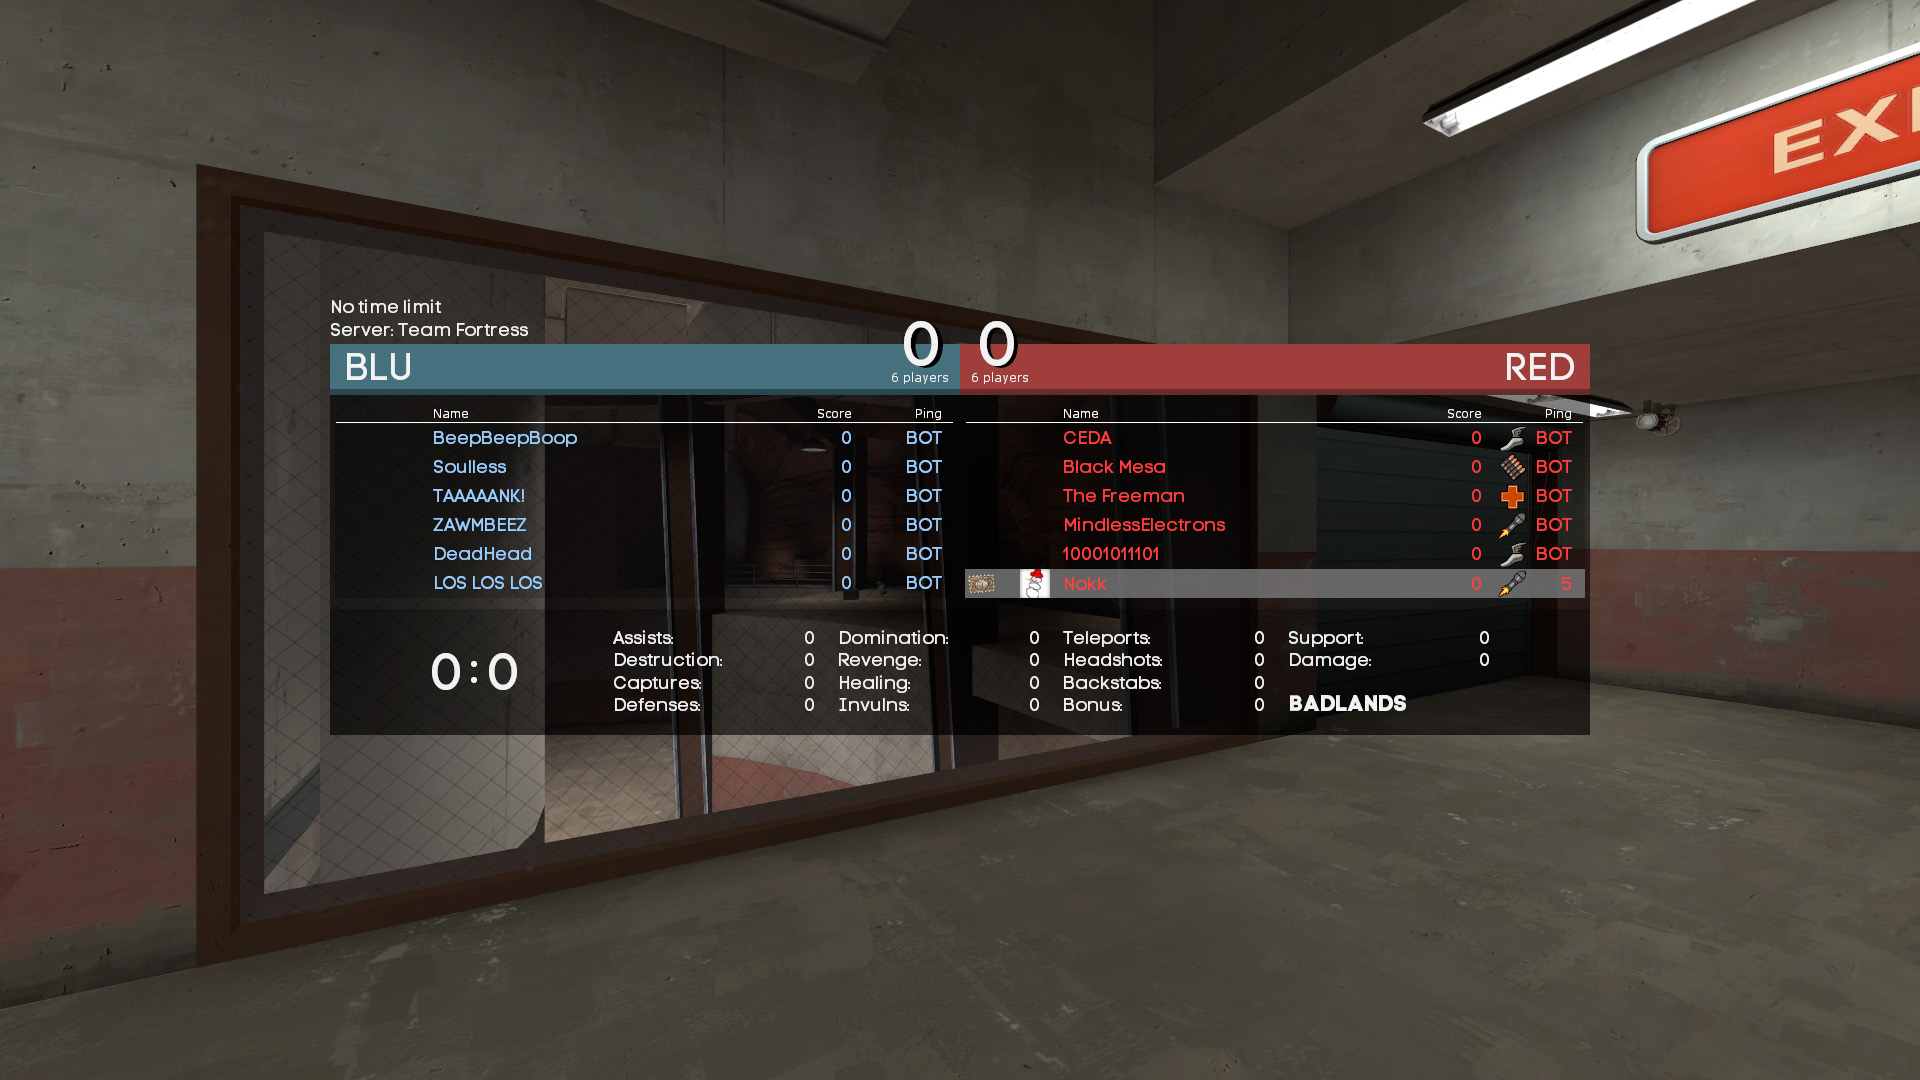 EXI
No time limit
Server: Team Fortress
BLU 0 6 players 0 6 players RED
Name Score Ping Name Score Ping
BeepBeepBoop 0 BOT CEDA 0 BOT
Soulless 0 BOT Black Mesa 0 BOT
TAAAAANK! 0 BOT The Freeman 0 BOT
ZAWMBEEZ 0 BOT MindlessElectrons 0 BOT
DeadHead 0 BOT 10001011101 0 BOT
LOS LOS LOS 0 BOT Nokk 0 5
0:0
Assists: 0 Domination: 0 Teleports: 0 Support: 0
Destruction: 0 Revenge: 0 Headshots: 0 Damage: 0
Captures: 0 Healing: 0 Backstabs: 0
Defenses: 0 Invulns: 0 Bonus: 0 BADLANDS